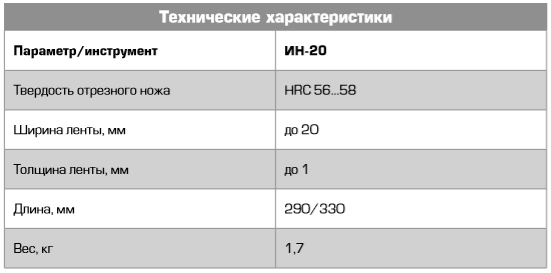 Технические характеристики
Параметр/инструмент ИН-20
Твердость отрезного ножа HRC 56...58
Ширина ленты, мм до 20
Толщина ленты, мм до 1
Длина, мм 290/330
Вес, кг 1,7